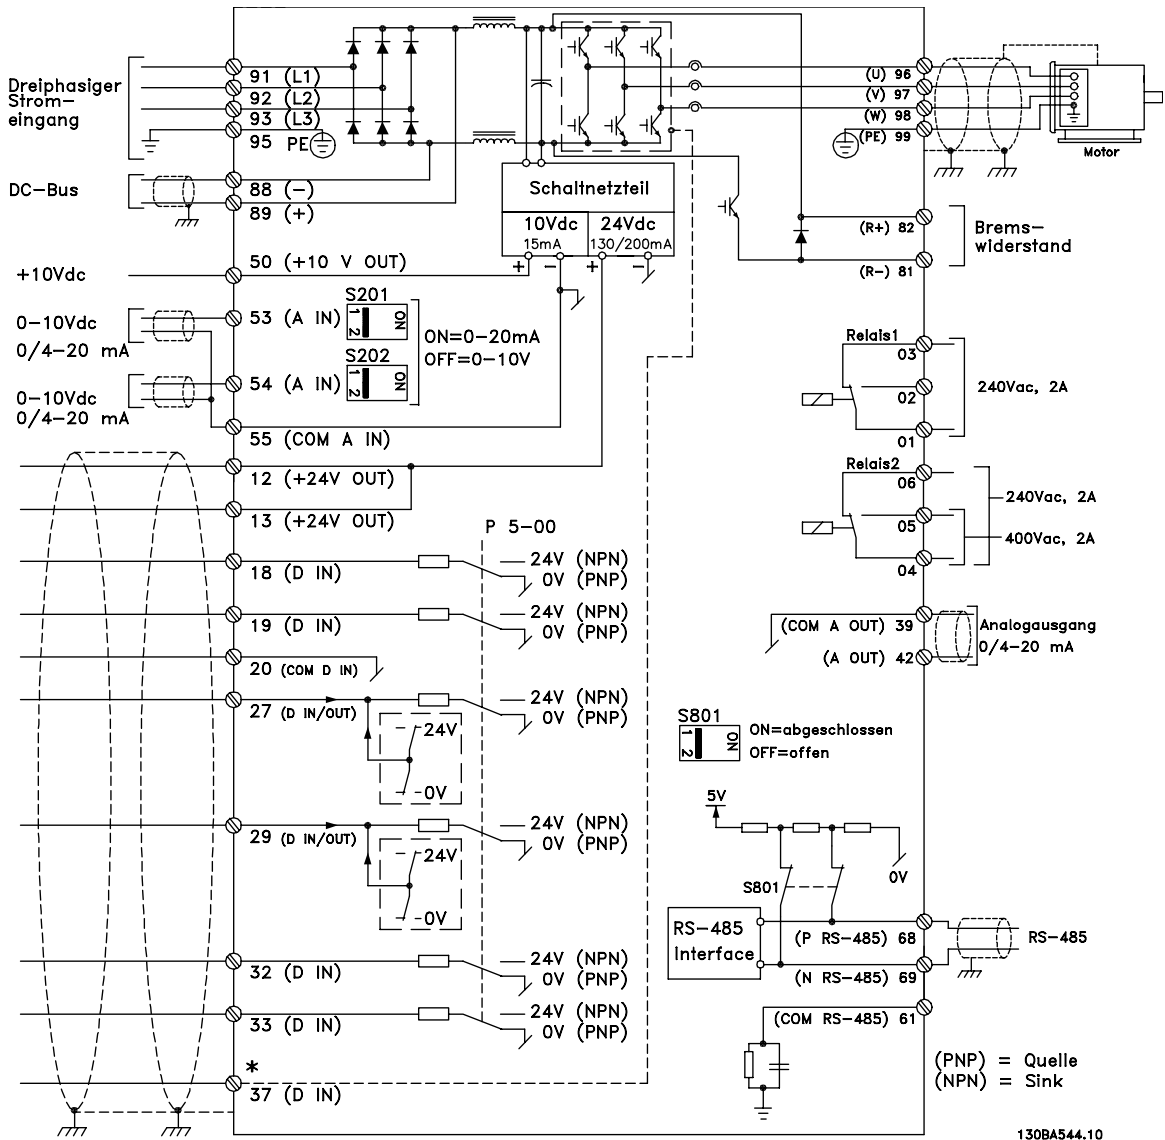 Dreiphasiger
Strom-
eingang
91 (L1)
92 (L2)
93 (L3)
95 PE
DC-Bus
88 (-)
89 (+)
+10Vdc
50 (+10 V OUT)
0-10Vdc
0/4-20 mA
53 (A IN)
S201
1 2
ON
ON=0-20mA
OFF=0-10V
S202
1 2
ON
0-10Vdc
0/4-20 mA
54 (A IN)
55 (COM A IN)
12 (+24V OUT)
13 (+24V OUT)
P 5-00
18 (D IN)
24V (NPN)
0V (PNP)
19 (D IN)
24V (NPN)
0V (PNP)
20 (COM D IN)
27 (D IN/OUT)
24V (NPN)
0V (PNP)
24V
0V
29 (D IN/OUT)
24V (NPN)
0V (PNP)
24V
0V
32 (D IN)
24V (NPN)
0V (PNP)
33 (D IN)
24V (NPN)
0V (PNP)
*
37 (D IN)
Schaltnetzteil
10Vdc
15mA
24Vdc
130/200mA
+ - + -
(U) 96
(V) 97
(W) 98
(PE) 99
Motor
(R+) 82
(R-) 81
Brems-
widerstand
Relais1
03
02
01
240Vac, 2A
Relais2
06
05
04
240Vac, 2A
400Vac, 2A
(COM A OUT) 39
(A OUT) 42
Analogausgang
0/4-20 mA
S801
1 2
ON
ON=abgeschlossen
OFF=offen
5V
S801
0V
RS-485
Interface
(P RS-485) 68
(N RS-485) 69
RS-485
(COM RS-485) 61
(PNP) = Quelle
(NPN) = Sink
130BA544.10